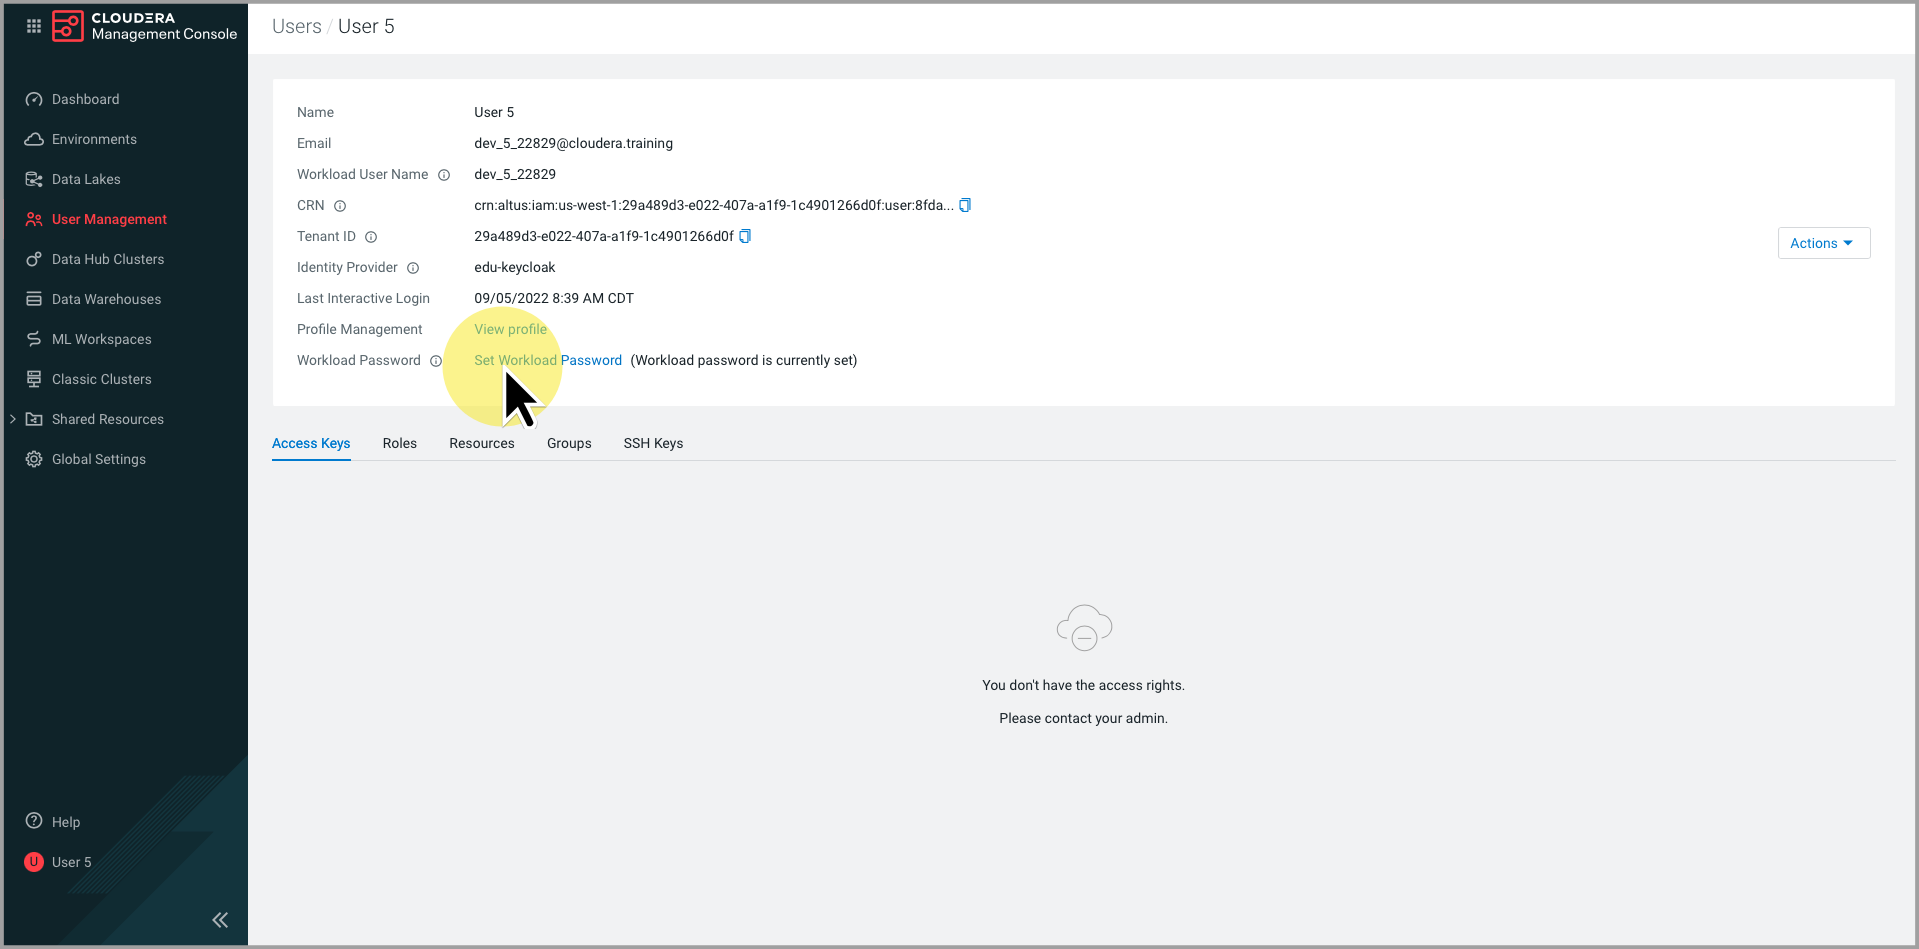 CLOUDERA
Management Console
Users / User 5
Dashboard
Environments
Data Lakes
User Management
Data Hub Clusters
Data Warehouses
ML Workspaces
Classic Clusters
Shared Resources
Global Settings
Help
U User 5
Name User 5
Email dev_5_22829@cloudera.training
Workload User Name dev_5_22829
CRN crn:altus:iam:us-west-1:29a489d3-e022-407a-a1f9-1c4901266d0f:user:8fda...
Tenant ID 29a489d3-e022-407a-a1f9-1c4901266d0f
Identity Provider edu-keycloak
Last Interactive Login 09/05/2022 8:39 AM CDT
Profile Management View profile
Workload Password Set Workload Password (Workload password is currently set)
Actions
Access Keys Roles Resources Groups SSH Keys
You don't have the access rights.
Please contact your admin.